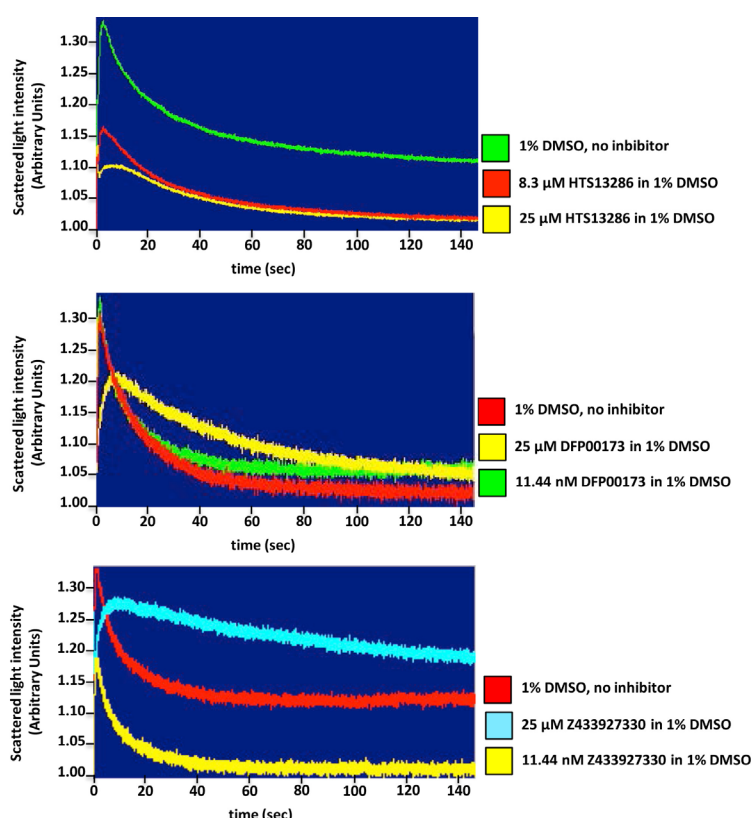 Scattered light intensity
(Arbitrary Units)
1.30
1.25
1.20
1.15
1.10
1.05
1.00
0
20
40
60
80
100
120
140
time (sec)
1% DMSO, no inbibitor
8.3 µM HTS13286 in 1% DMSO
25 µM HTS13286 in 1% DMSO
Scattered light intensity
(Arbitrary Units)
1.30
1.25
1.20
1.10
1.05
1.00
0
20
40
60
80
100
120
140
time (sec)
1% DMSO, no inhibitor
25 µM DFP00173 in 1% DMSO
11.44 nM DFP00173 in 1% DMSO
Scattered light intensity
(Arbitrary Units)
1.30
1.25
1.20
1.15
1.10
1.05
1.00
0
20
40
60
80
100
120
140
time (sec)
1% DMSO, no inhibitor
25 µM Z433927330 in 1% DMSO
11.44 nM Z433927330 in 1% DMSO